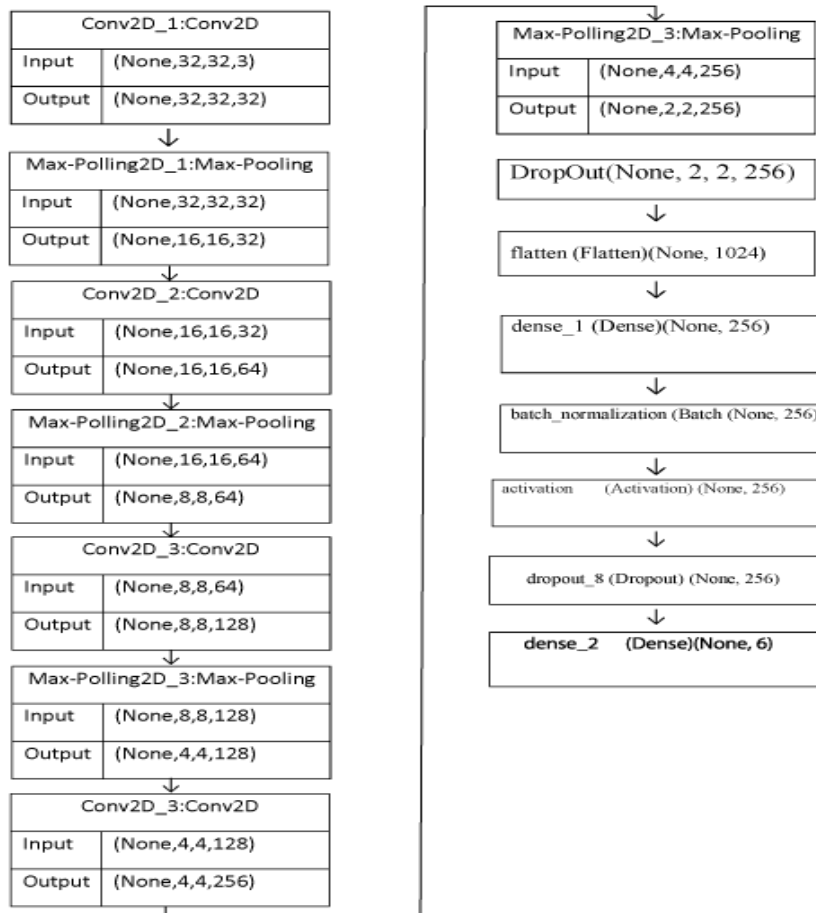 Conv2D_1:Conv2D
Input (None,32,32,3)
Output (None,32,32,32)
Max-Polling2D_1:Max-Pooling
Input (None,32,32,32)
Output (None,16,16,32)
Conv2D_2:Conv2D
Input (None,16,16,32)
Output (None,16,16,64)
Max-Polling2D_2:Max-Pooling
Input (None,16,16,64)
Output (None,8,8,64)
Conv2D_3:Conv2D
Input (None,8,8,64)
Output (None,8,8,128)
Max-Polling2D_3:Max-Pooling
Input (None,8,8,128)
Output (None,4,4,128)
Conv2D_3:Conv2D
Input (None,4,4,128)
Output (None,4,4,256)
Max-Polling2D_3:Max-Pooling
Input (None,4,4,256)
Output (None,2,2,256)
DropOut(None, 2, 2, 256)
flatten (Flatten)(None, 1024)
dense_1 (Dense)(None, 256)
batch_normalization (Batch (None, 256)
activation (Activation) (None, 256)
dropout_8 (Dropout) (None, 256)
dense_2 (Dense)(None, 6)